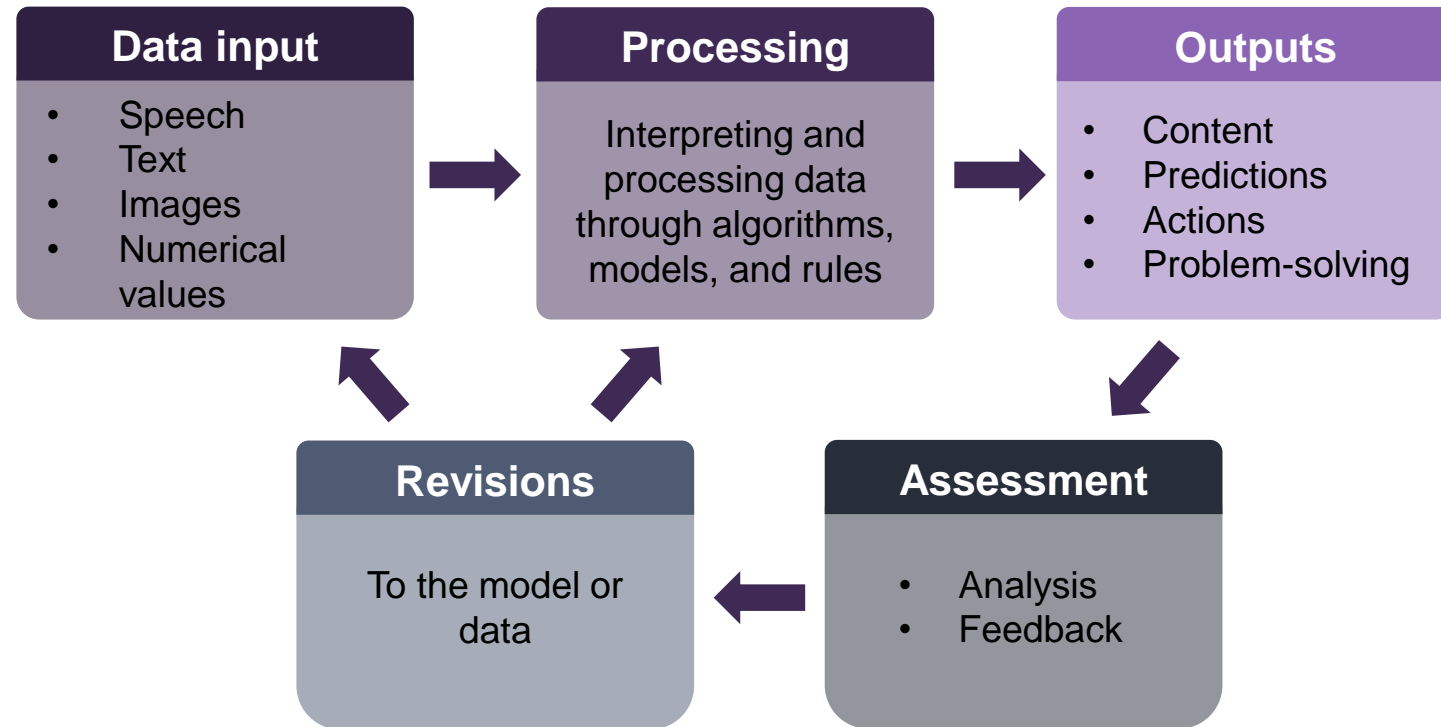 Data input
• Speech
• Text
• Images
• Numerical
values
Processing
Interpreting and
processing data
through algorithms,
models, and rules
Outputs
• Content
• Predictions
• Actions
• Problem-solving
Revisions
To the model or
data
Assessment
• Analysis
• Feedback